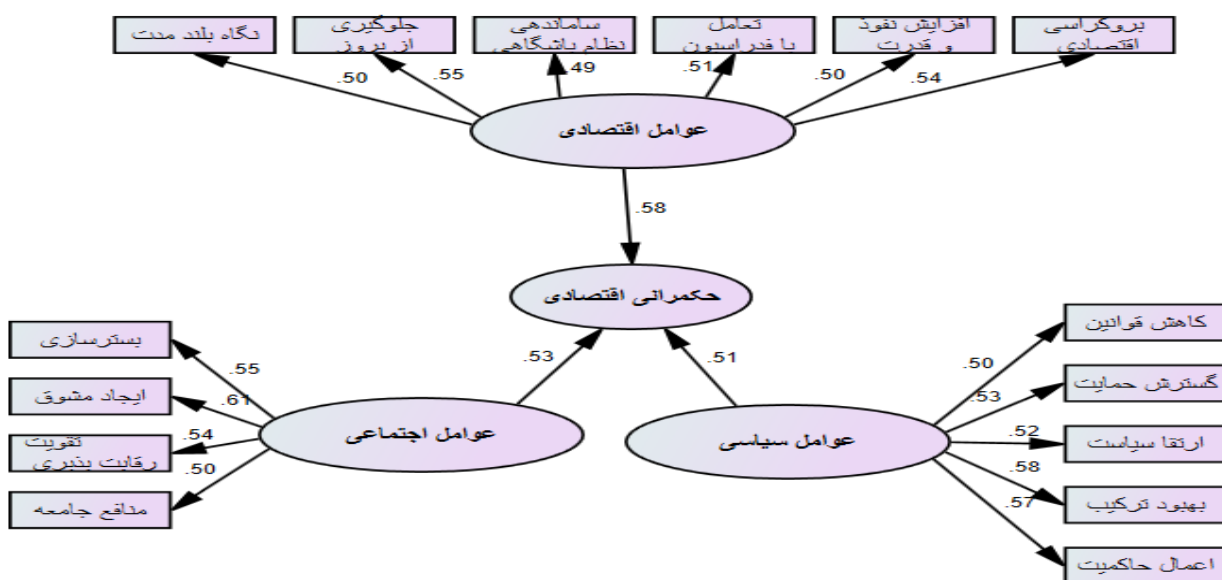 بروکراسی
اقتصادی
افزایش نفوذ
و قدرت
تعامل
با فدراسیون
ساماندهی
نظام باشگاهی
جلوگیری
از بروز
نگاه بلند مدت
.50
.55
.49
.51
.50
.54
عوامل اقتصادی
.58
حکمرانی اقتصادی
.53
.51
عوامل سیاسی
.50
.53
.52
.58
.57
کاهش قوانین
گسترش حمایت
ارتقا سیاست
بهبود ترکیب
اعمال حاکمیت
عوامل اجتماعی
.55
.61
.54
.50
بسترسازی
ایجاد مشوق
تقویت
رقابت پذیری
منافع جامعه